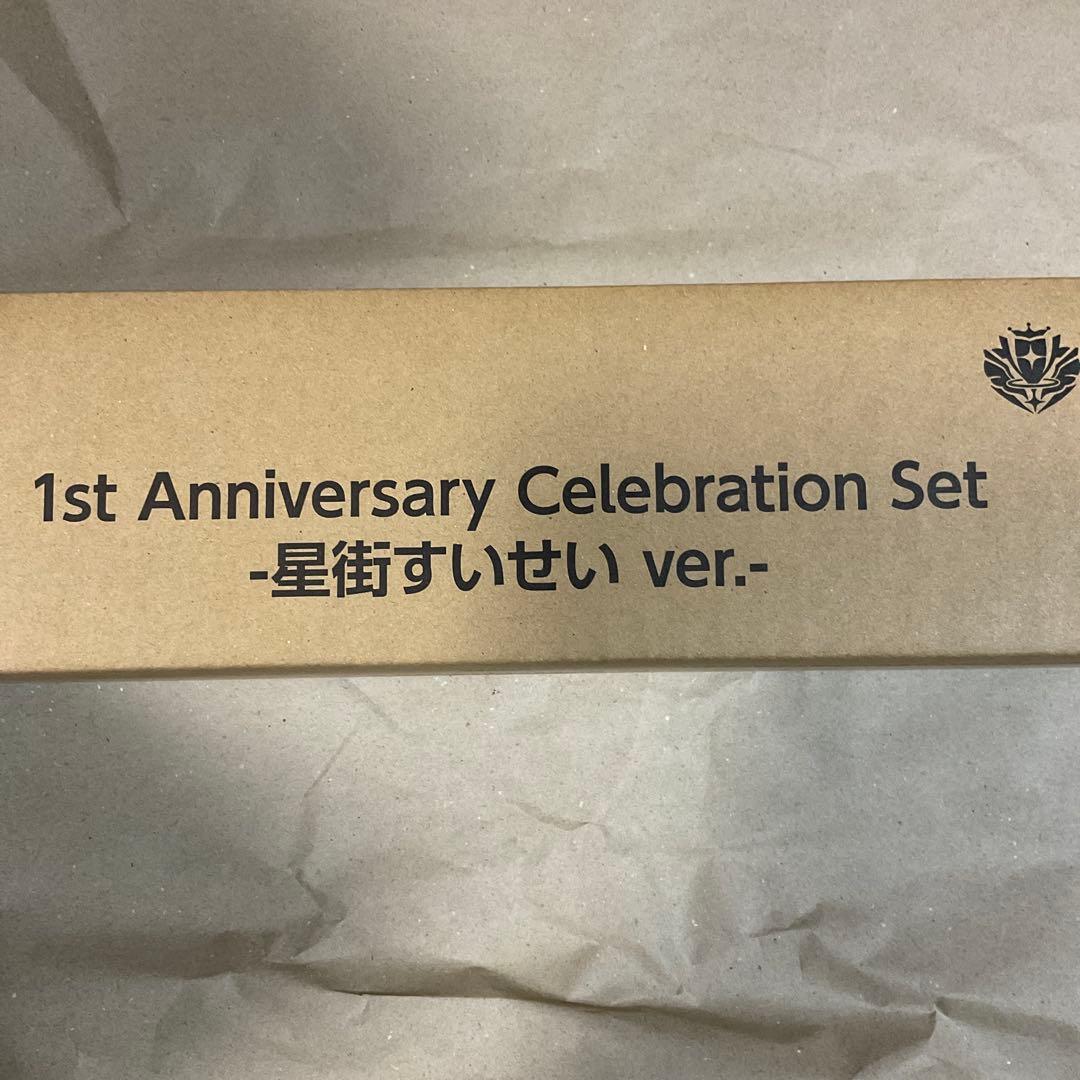 1st Anniversary Celebration Set
-星街すいせい ver.-